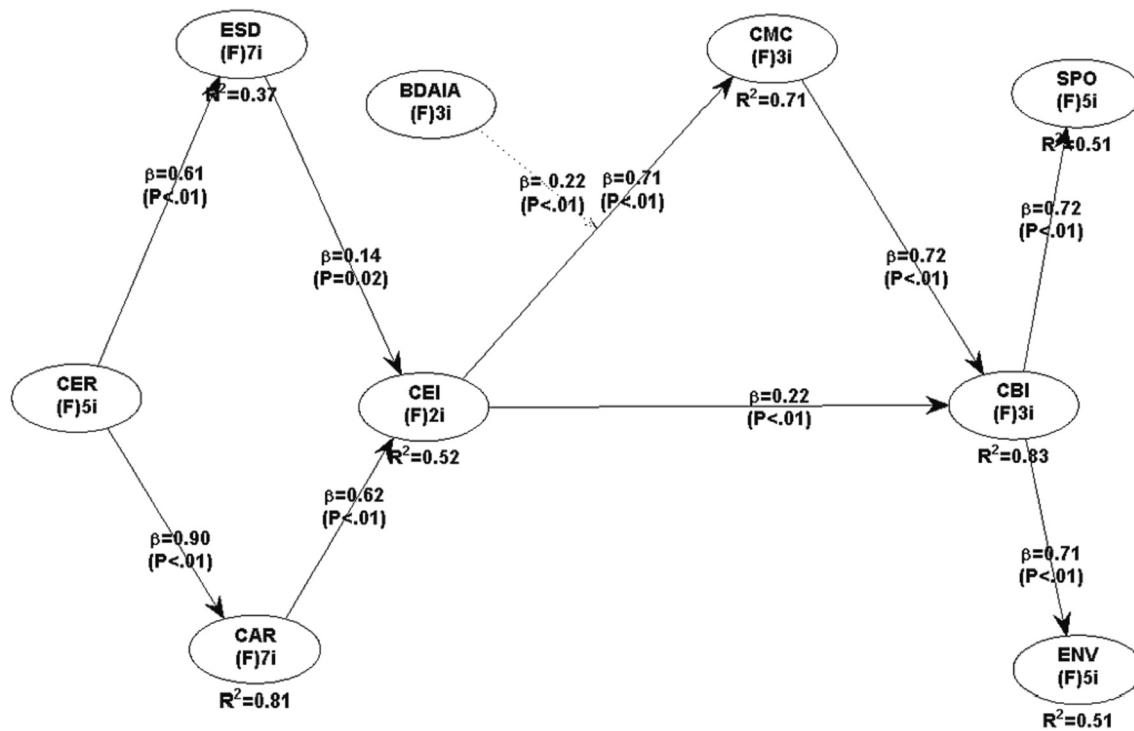 ESD
(F)7i
R²=0.37
BDAIA
(F)3i
CMC
(F)3i
R²=0.71
SPO
(F)5i
R²=0.51
β=0.61
(P<.01)
β= 0.22
(P<.01)
β=0.71
(P<.01)
β=0.72
(P<.01)
β=0.14
(P=0.02)
β=0.72
(P<.01)
CER
(F)5i
CEI
(F)2i
R²=0.52
β=0.22
(P<.01)
CBI
(F)3i
R²=0.83
β=0.90
(P<.01)
β=0.62
(P<.01)
β=0.71
(P<.01)
CAR
(F)7i
R²=0.81
ENV
(F)5i
R²=0.51